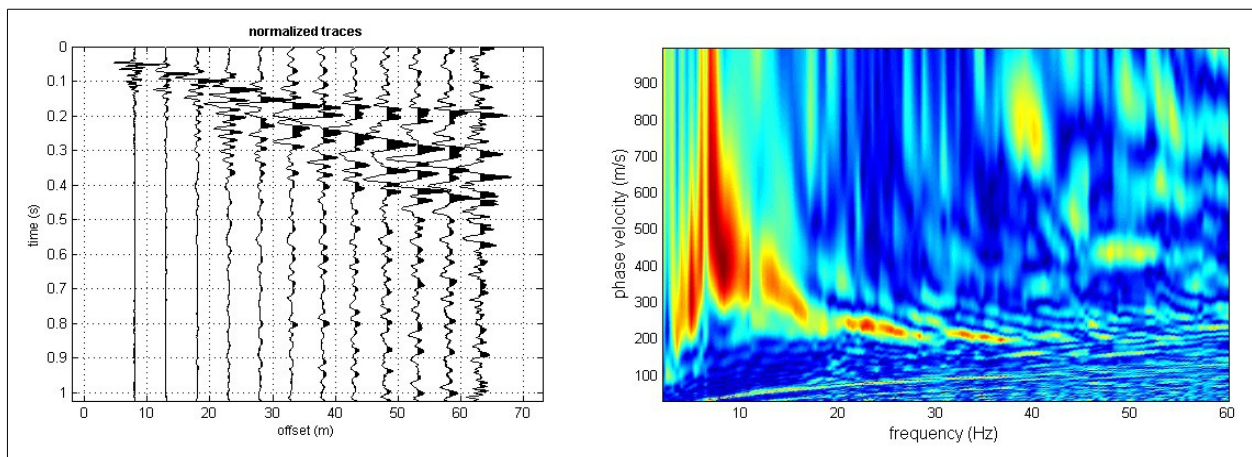 normalized traces
0
0.1
0.2
0.3
0.4
0.5
0.6
0.7
0.8
0.9
1
time (s)
0 10 20 30 40 50 60 70
offset (m)
900
800
700
600
500
400
300
200
100
phase velocity (m/s)
10 20 30 40 50 60
frequency (Hz)